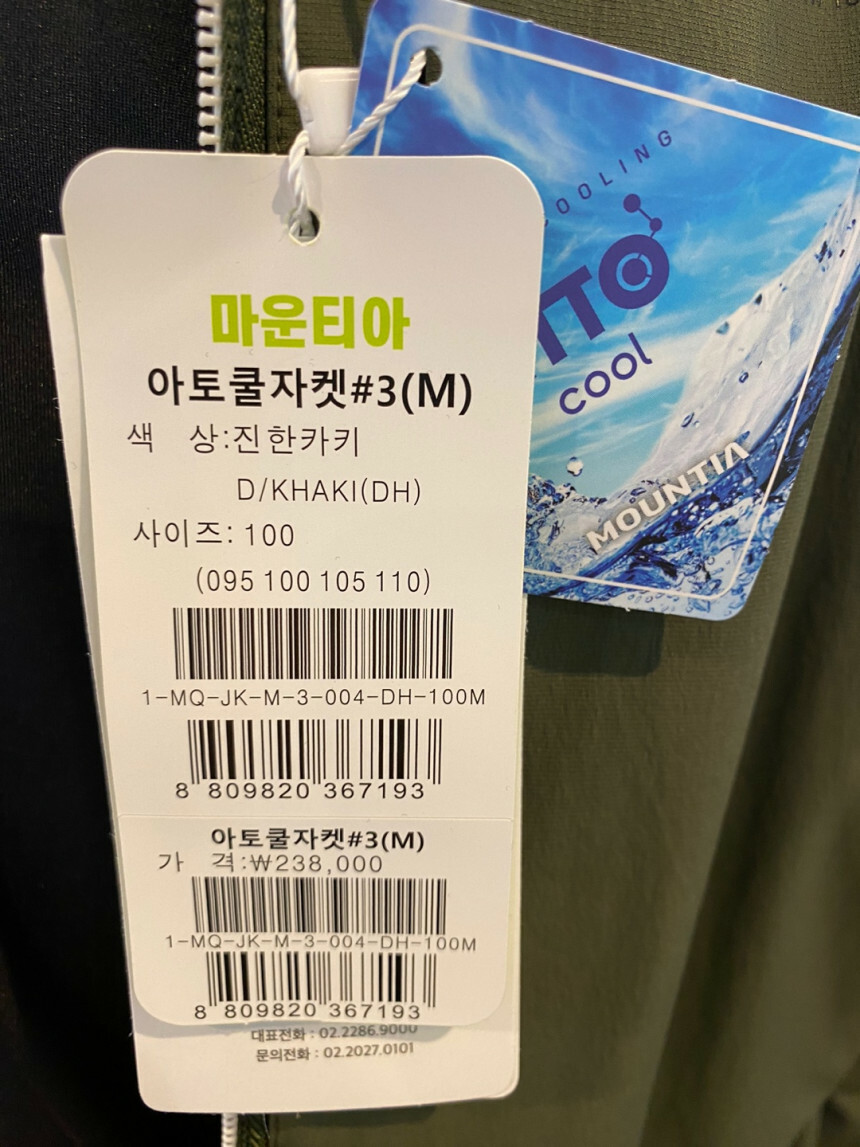 마운티아
아토쿨자켓#3(M)
색 상:진한카키
D/KHAKI(DH)
사이즈: 100
(095 100 105 110)
1-MQ-JK-M-3-004-DH-100M
8 809820 367193
아토쿨자켓#3(M)
가 격:₩238,000
1-MQ-JK-M-3-004-DH-100M
8 809820 367193
대표전화 : 02.2286.9000
문의전화 : 02.2027.0101
OOLING
TTO
cool
MOUNTIA